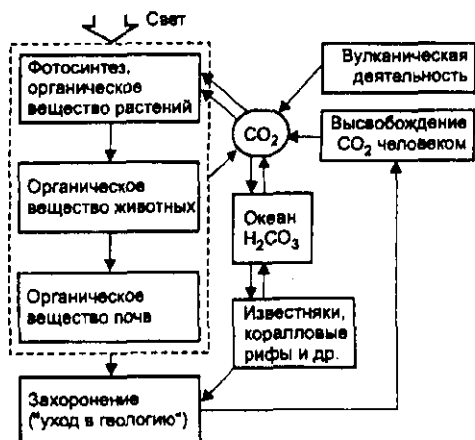 Свет
Фотосинтез,
органическое
вещество растений
Вулканическая
деятельность
CO₂
Высвобождение
CO₂ человеком
Органическое
вещество животных
Океан
H₂CO₃
Органическое
вещество почв
Известняки,
коралловые
рифы и др.
Захоронение
("уход в геологию")